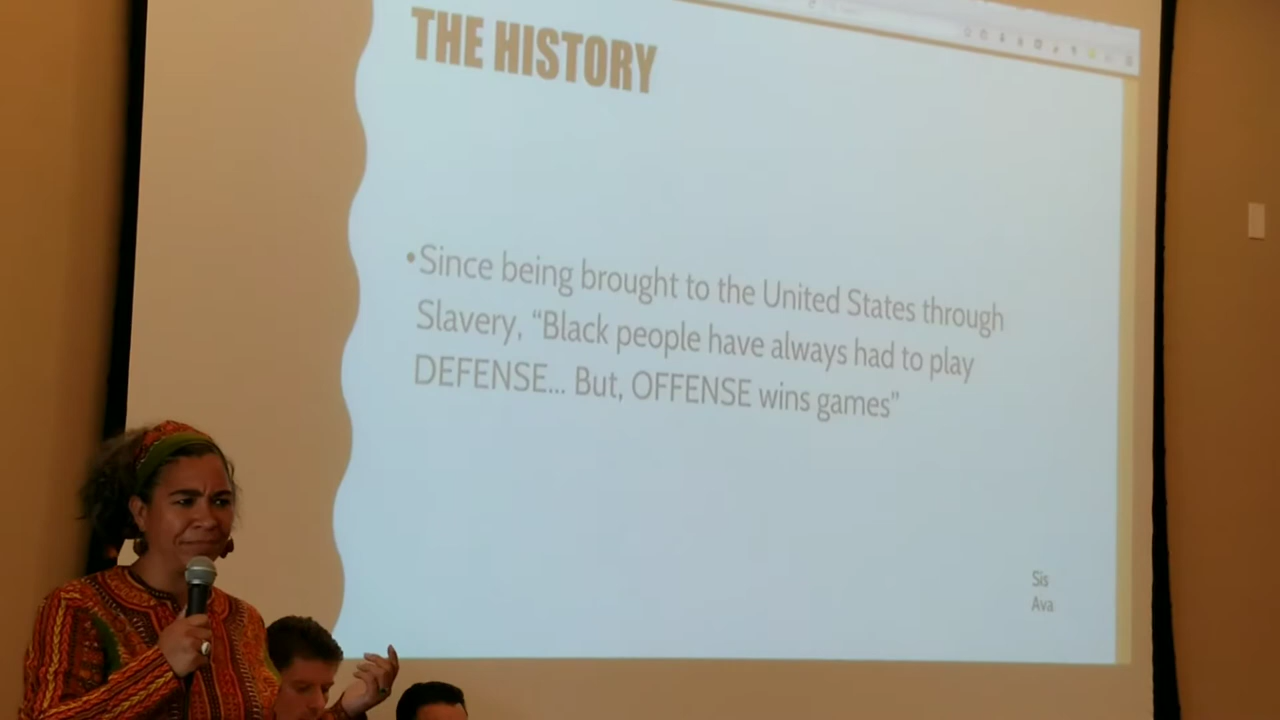 THE HISTORY
•Since being brought to the United States through
Slavery, “Black people have always had to play
DEFENSE... But, OFFENSE wins games”
Sis
Ava